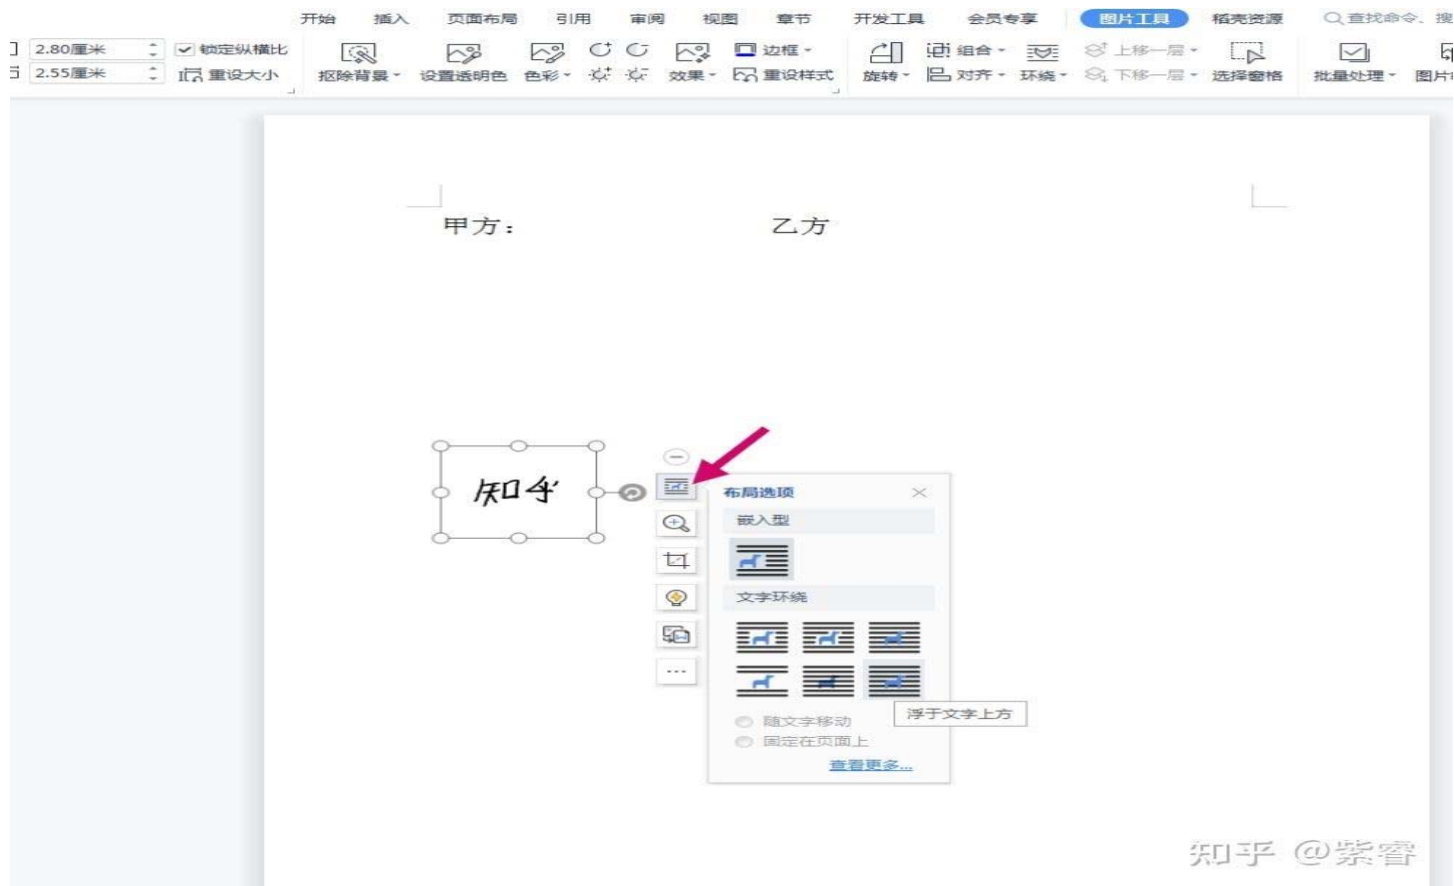 开始 插入 页面布局 引用 审阅 视图 章节 开发工具 会员专享 图片工具 稻壳资源 查找命令、搜
2.80厘米 锁定纵横比 边框 组合 上移一层
2.55厘米 重设大小 抠除背景 设置透明色 色彩 效果 重设样式 旋转 对齐 环绕 下移一层 选择窗格 批量处理 图片
甲方： 乙方
知乎
布局选项
嵌入型
文字环绕
浮于文字上方
随文字移动
固定在页面上
查看更多...
知乎 @紫睿